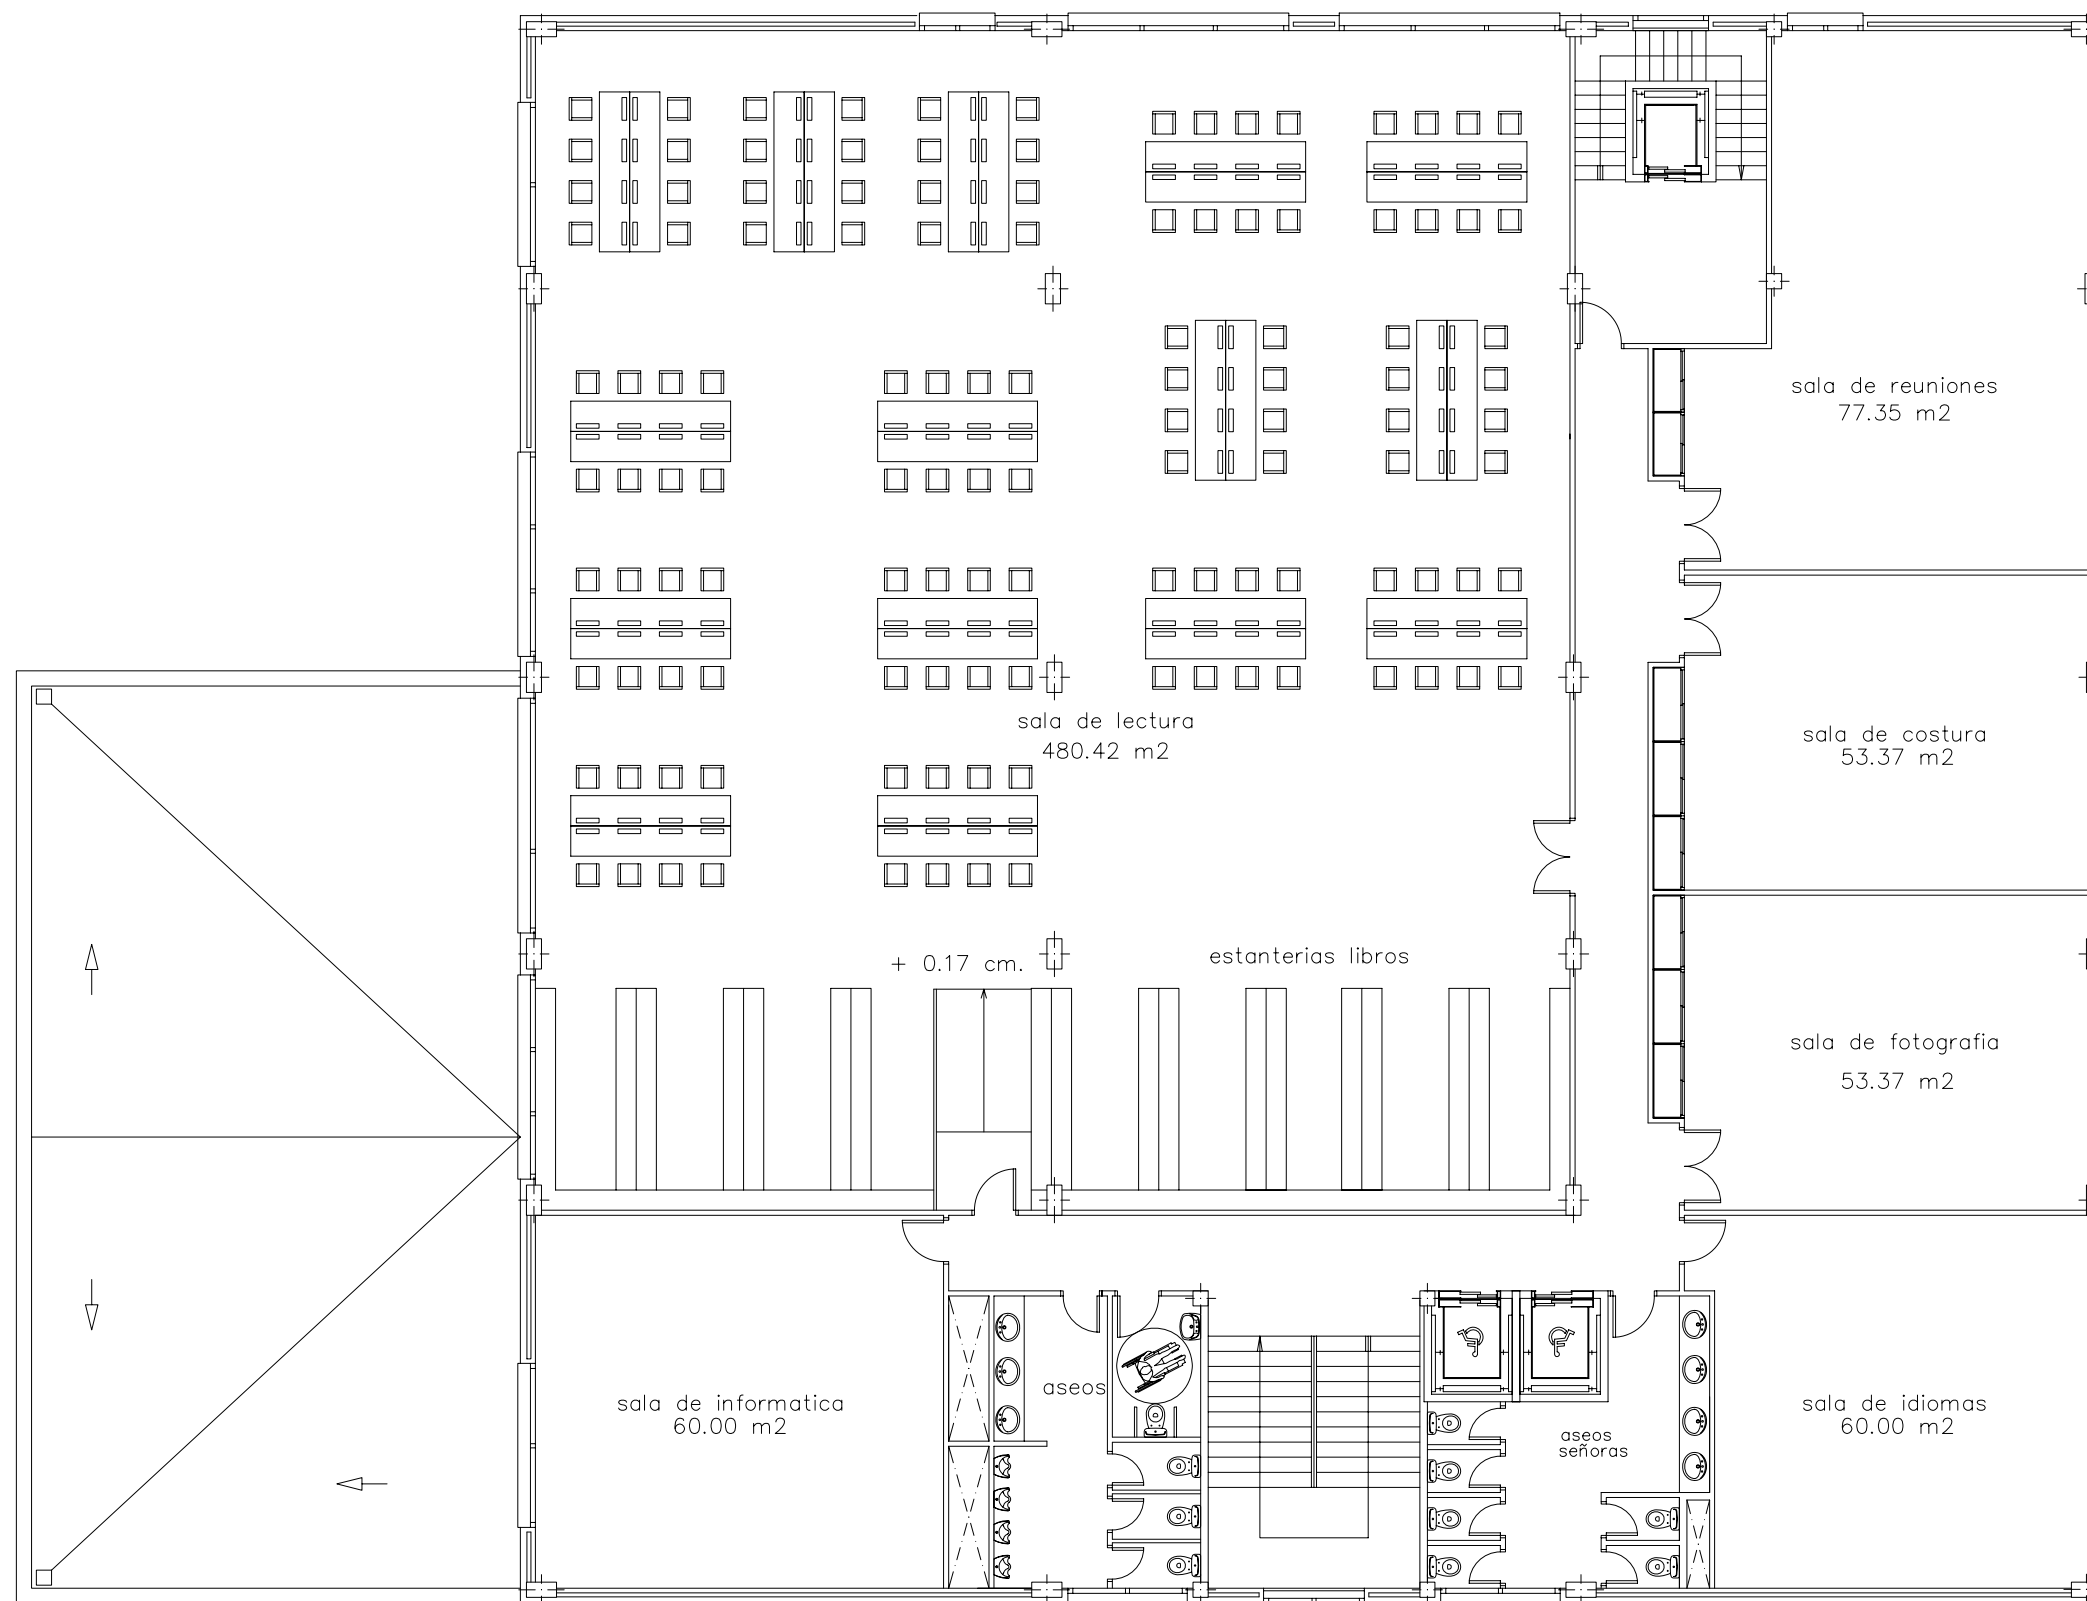 sala de reuniones
77.35 m2
sala de lectura
480.42 m2
sala de costura
53.37 m2
+ 0.17 cm.
estanterias libros
sala de fotografia
53.37 m2
sala de informatica
60.00 m2
aseos
aseos
señoras
sala de idiomas
60.00 m2